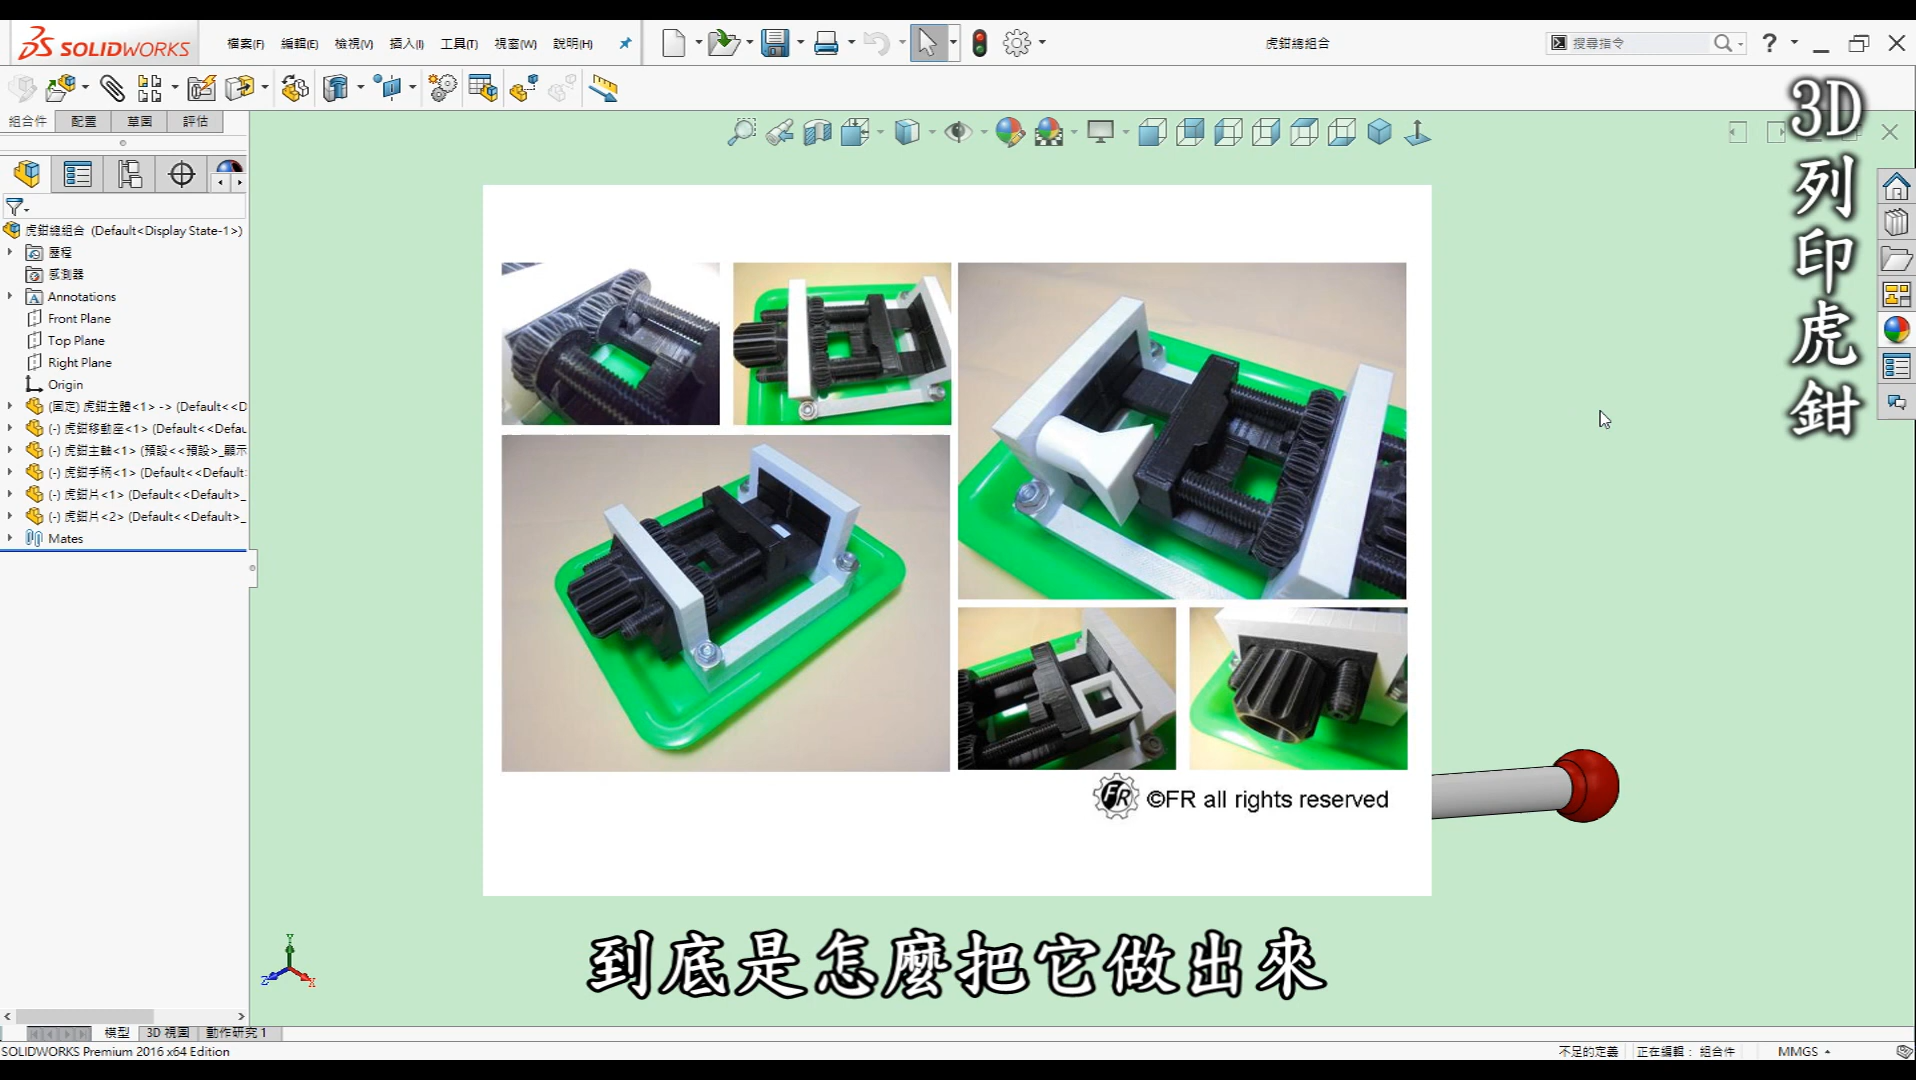 SOLIDWORKS 檔案(F) 編輯(E) 檢視(V) 插入(I) 工具(T) 視窗(W) 說明(H) 虎鉗總組合 搜尋指令
組合件 配置 草圖 評估
虎鉗總組合 (Default<Display State-1>)
歷程
感測器
Annotations
Front Plane
Top Plane
Right Plane
Origin
(固定) 虎鉗主體<1> -> (Default<<D
(-) 虎鉗移動座<1> (Default<<Defau
(-) 虎鉗主軸<1> (預設<<預設>_顯示
(-) 虎鉗手柄<1> (Default<<Default
(-) 虎鉗片<1> (Default<<Default>_
(-) 虎鉗片<2> (Default<<Default>_
Mates
3D列印虎鉗
FR ©FR all rights reserved
到底是怎麼把它做出來
Y
Z X
模型 3D 視圖 動作研究 1
SOLIDWORKS Premium 2016 x64 Edition 不足的定義 正在編輯： 組合件 MMGS